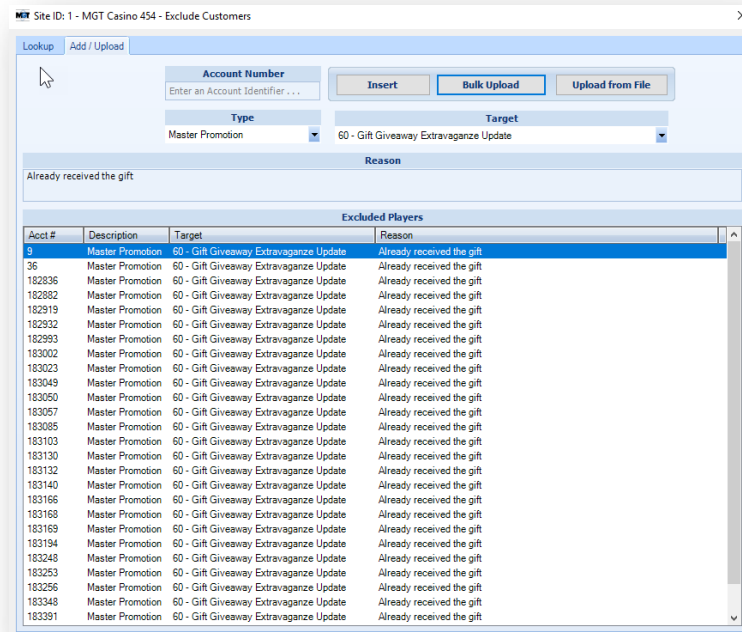 MGT Site ID: 1 - MGT Casino 454 - Exclude Customers
Lookup Add / Upload
Account Number
Enter an Account Identifier . . .
Insert Bulk Upload Upload from File
Type Target
Master Promotion 60 - Gift Giveaway Extravaganze Update
Reason
Already received the gift
Excluded Players
Acct # Description Target Reason
9 Master Promotion 60 - Gift Giveaway Extravaganze Update Already received the gift
36 Master Promotion 60 - Gift Giveaway Extravaganze Update Already received the gift
182836 Master Promotion 60 - Gift Giveaway Extravaganze Update Already received the gift
182882 Master Promotion 60 - Gift Giveaway Extravaganze Update Already received the gift
182919 Master Promotion 60 - Gift Giveaway Extravaganze Update Already received the gift
182932 Master Promotion 60 - Gift Giveaway Extravaganze Update Already received the gift
182993 Master Promotion 60 - Gift Giveaway Extravaganze Update Already received the gift
183002 Master Promotion 60 - Gift Giveaway Extravaganze Update Already received the gift
183023 Master Promotion 60 - Gift Giveaway Extravaganze Update Already received the gift
183049 Master Promotion 60 - Gift Giveaway Extravaganze Update Already received the gift
183050 Master Promotion 60 - Gift Giveaway Extravaganze Update Already received the gift
183057 Master Promotion 60 - Gift Giveaway Extravaganze Update Already received the gift
183085 Master Promotion 60 - Gift Giveaway Extravaganze Update Already received the gift
183103 Master Promotion 60 - Gift Giveaway Extravaganze Update Already received the gift
183130 Master Promotion 60 - Gift Giveaway Extravaganze Update Already received the gift
183132 Master Promotion 60 - Gift Giveaway Extravaganze Update Already received the gift
183140 Master Promotion 60 - Gift Giveaway Extravaganze Update Already received the gift
183166 Master Promotion 60 - Gift Giveaway Extravaganze Update Already received the gift
183168 Master Promotion 60 - Gift Giveaway Extravaganze Update Already received the gift
183169 Master Promotion 60 - Gift Giveaway Extravaganze Update Already received the gift
183194 Master Promotion 60 - Gift Giveaway Extravaganze Update Already received the gift
183248 Master Promotion 60 - Gift Giveaway Extravaganze Update Already received the gift
183253 Master Promotion 60 - Gift Giveaway Extravaganze Update Already received the gift
183256 Master Promotion 60 - Gift Giveaway Extravaganze Update Already received the gift
183348 Master Promotion 60 - Gift Giveaway Extravaganze Update Already received the gift
183391 Master Promotion 60 - Gift Giveaway Extravaganze Update Already received the gift